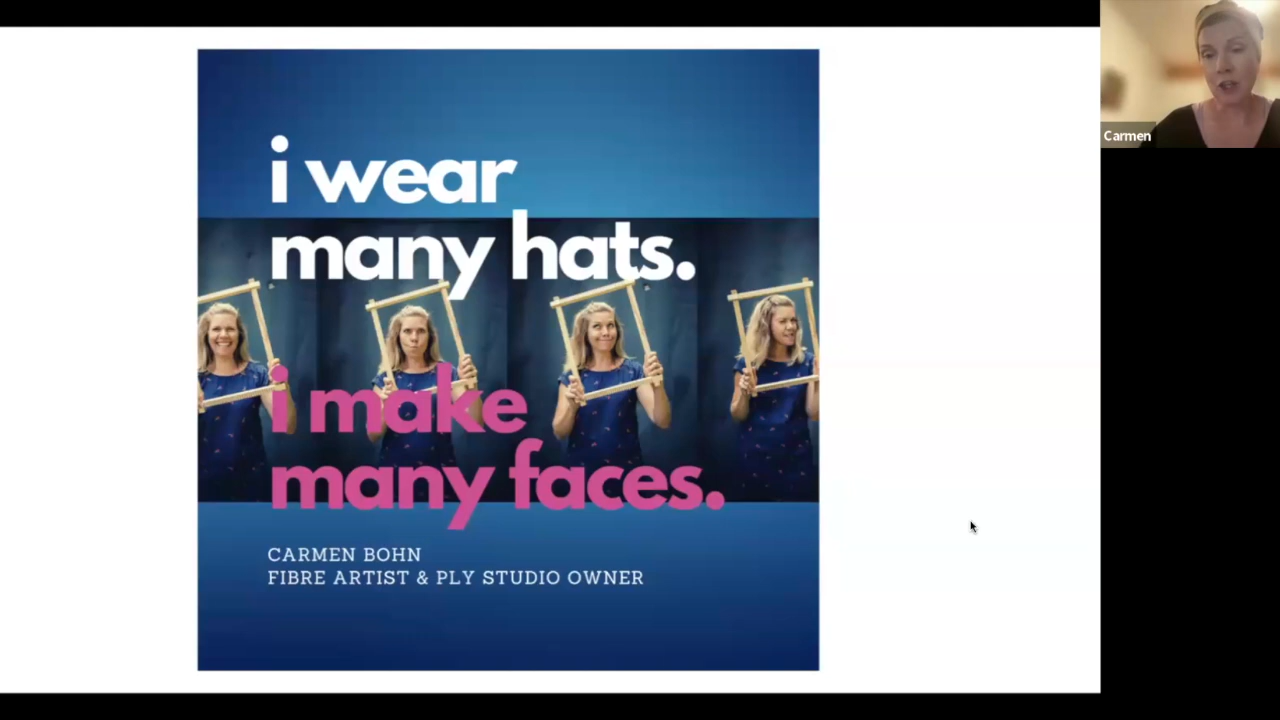 i wear
many hats.
i make
many faces.
CARMEN BOHN
FIBRE ARTIST & PLY STUDIO OWNER
Carmen